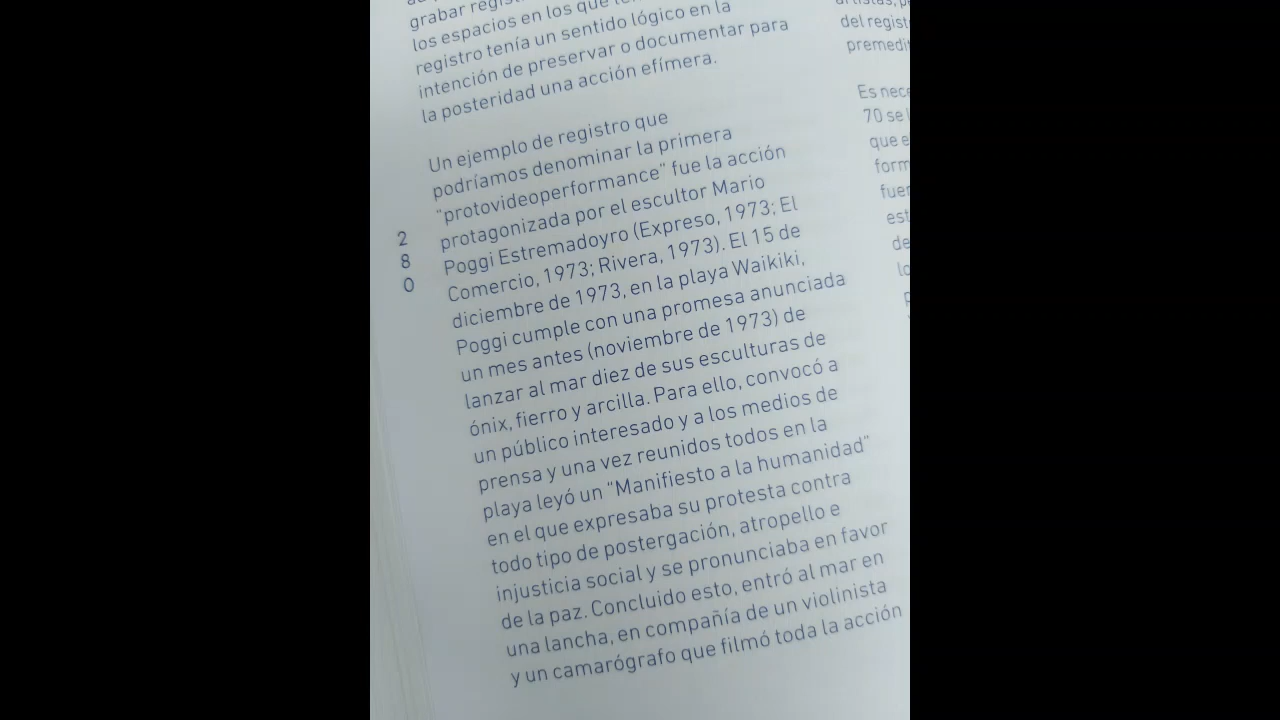 grabar
los espacios en los que
registro tenía un sentido lógico en la
intención de preservar o documentar para
la posteridad una acción efímera.
Un ejemplo de registro que
podríamos denominar la primera
"protovideoperformance" fue la acción
protagonizada por el escultor Mario
Poggi Estremadoyro (Expreso, 1973; El
Comercio, 1973; Rivera, 1973). El 15 de
diciembre de 1973, en la playa Waikiki,
Poggi cumple con una promesa anunciada
un mes antes (noviembre de 1973) de
lanzar al mar diez de sus esculturas de
ónix, fierro y arcilla. Para ello, convocó a
un público interesado y a los medios de
prensa y una vez reunidos todos en la
playa leyó un "Manifiesto a la humanidad"
en el que expresaba su protesta contra
todo tipo de postergación, atropello e
injusticia social y se pronunciaba en favor
de la paz. Concluido esto, entró al mar en
una lancha, en compañía de un violinista
y un camarógrafo que filmó toda la acción
2
8
0
del
Es
70 se
que